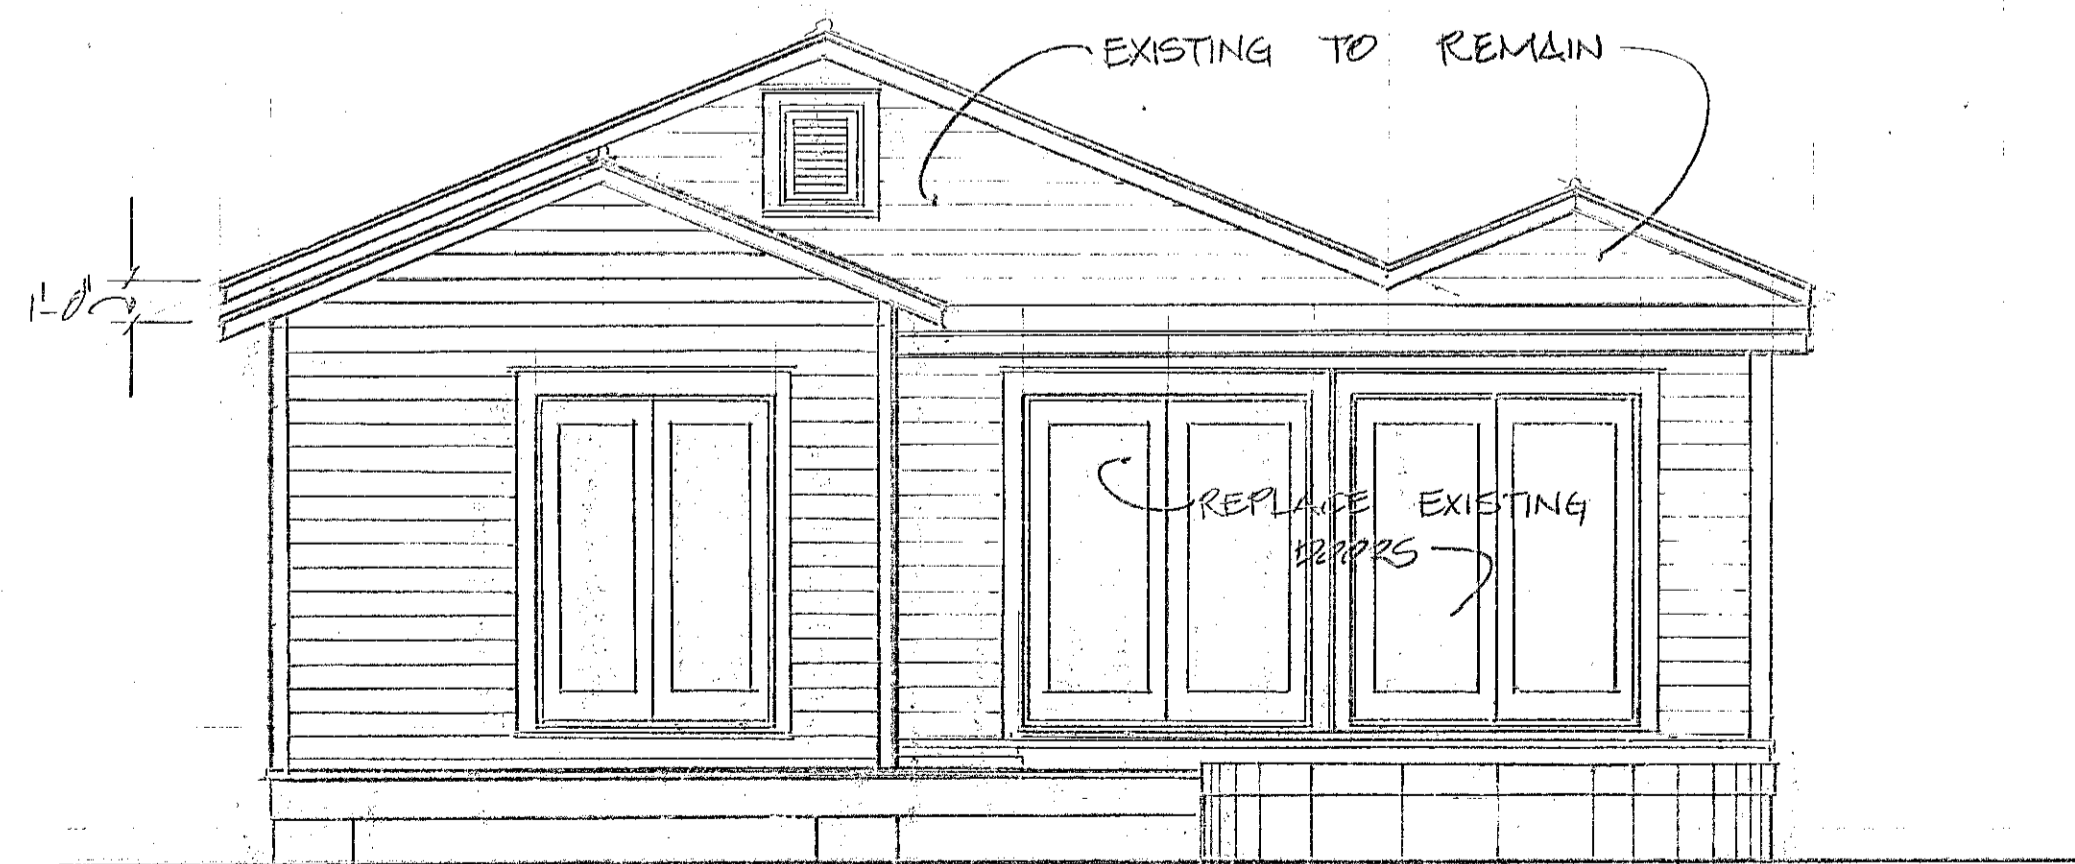 EXISTING TO REMAIN
1'-0"
REPLACE EXISTING
DOORS